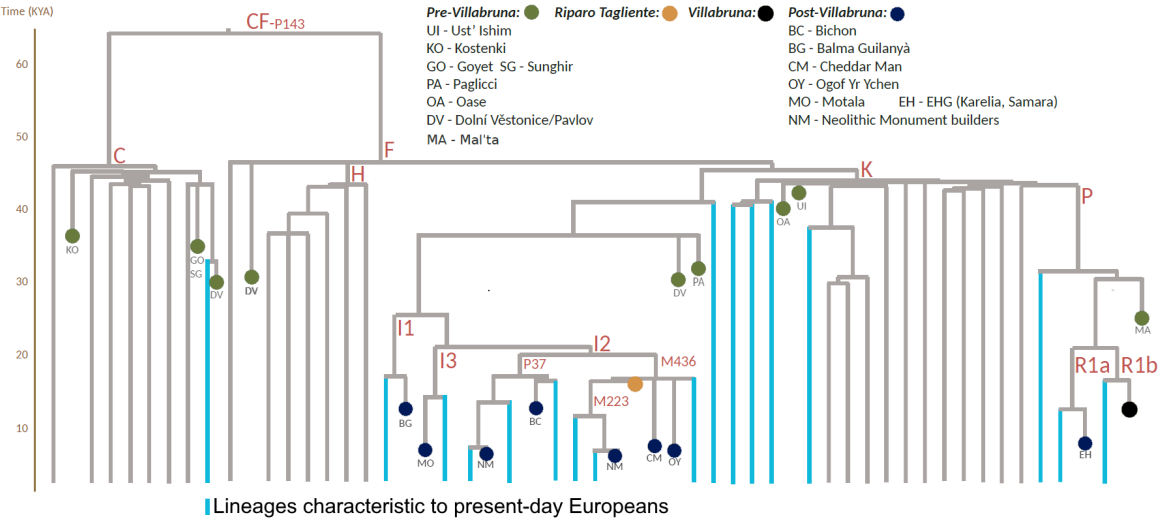 Time (KYA)
CF-P143
Pre-Villabruna: Riparo Tagliente: Villabruna: Post-Villabruna:
UI - Ust' Ishim
KO - Kostenki
GO - Goyet SG - Sunghir
PA - Paglicci
OA - Oase
DV - Dolní Věstonice/Pavlov
MA - Mal'ta
BC - Bichon
BG - Balma Guilanyà
CM - Cheddar Man
OY - Ogof Yr Ychen
MO - Motala EH - EHG (Karelia, Samara)
NM - Neolithic Monument builders
60
50
40
30
20
10
C
F
H
K
P
KO
GO
SG
DV
DV
DV
PA
OA
UI
MA
I1
I3
I2
P37
M436
M223
R1a
R1b
BG
MO
NM
BC
NM
CM
OY
EH
Lineages characteristic to present-day Europeans